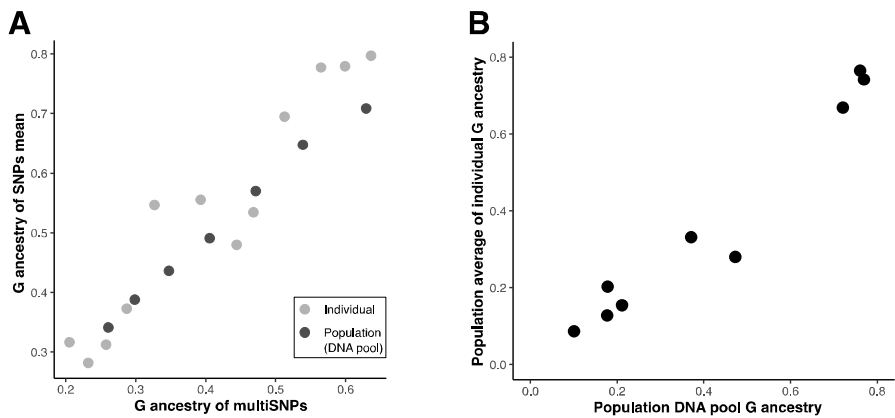 A
G ancestry of SNPs mean
0.8
0.7
0.6
0.5
0.4
0.3
0.2
0.3
0.4
0.5
0.6
G ancestry of multiSNPs
Individual
Population
(DNA pool)
B
Population average of individual G ancestry
0.8
0.6
0.4
0.2
0.0
0.0
0.2
0.4
0.6
0.8
Population DNA pool G ancestry